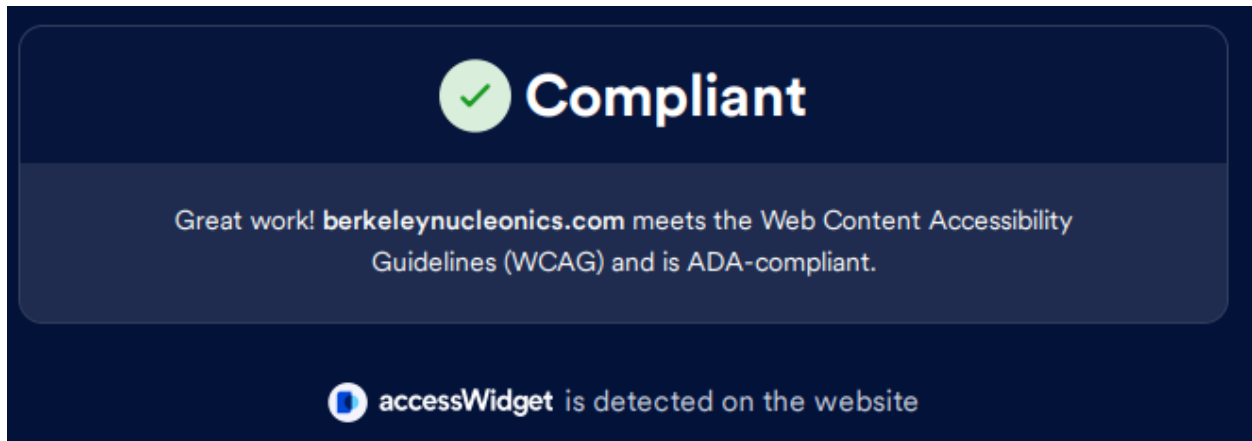 Compliant
Great work! berkeleynucleonics.com meets the Web Content Accessibility
Guidelines (WCAG) and is ADA-compliant.
accessWidget is detected on the website